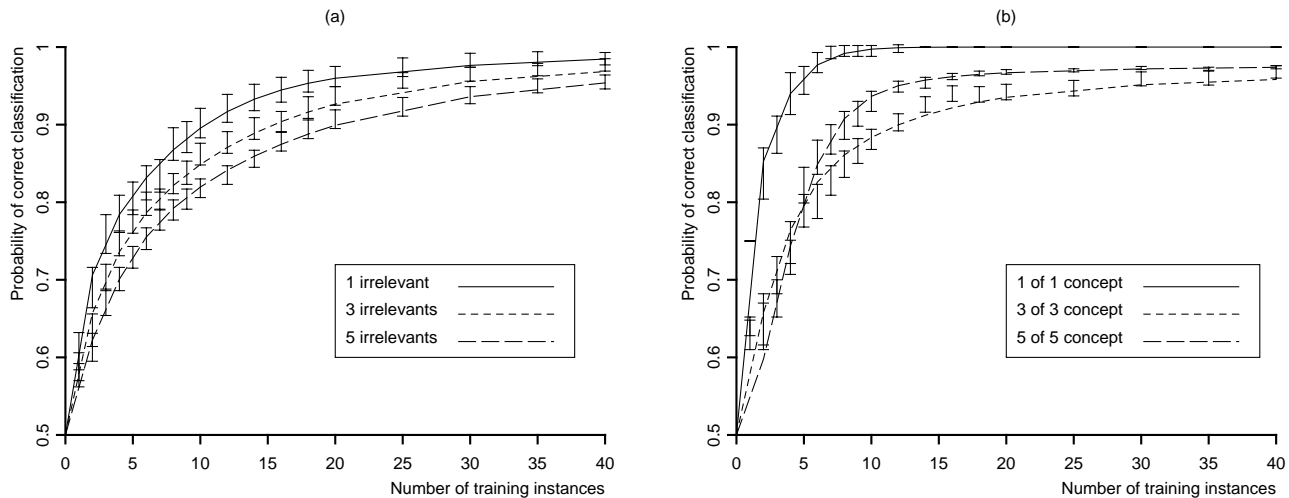 (a)
Probability of correct classification
1
0.9
0.8
0.7
0.6
0.5
1 irrelevant
3 irrelevants
5 irrelevants
0 5 10 15 20 25 30 35 40
Number of training instances
(b)
Probability of correct classification
1
0.9
0.8
0.7
0.6
0.5
1 of 1 concept
3 of 3 concept
5 of 5 concept
0 5 10 15 20 25 30 35 40
Number of training instances